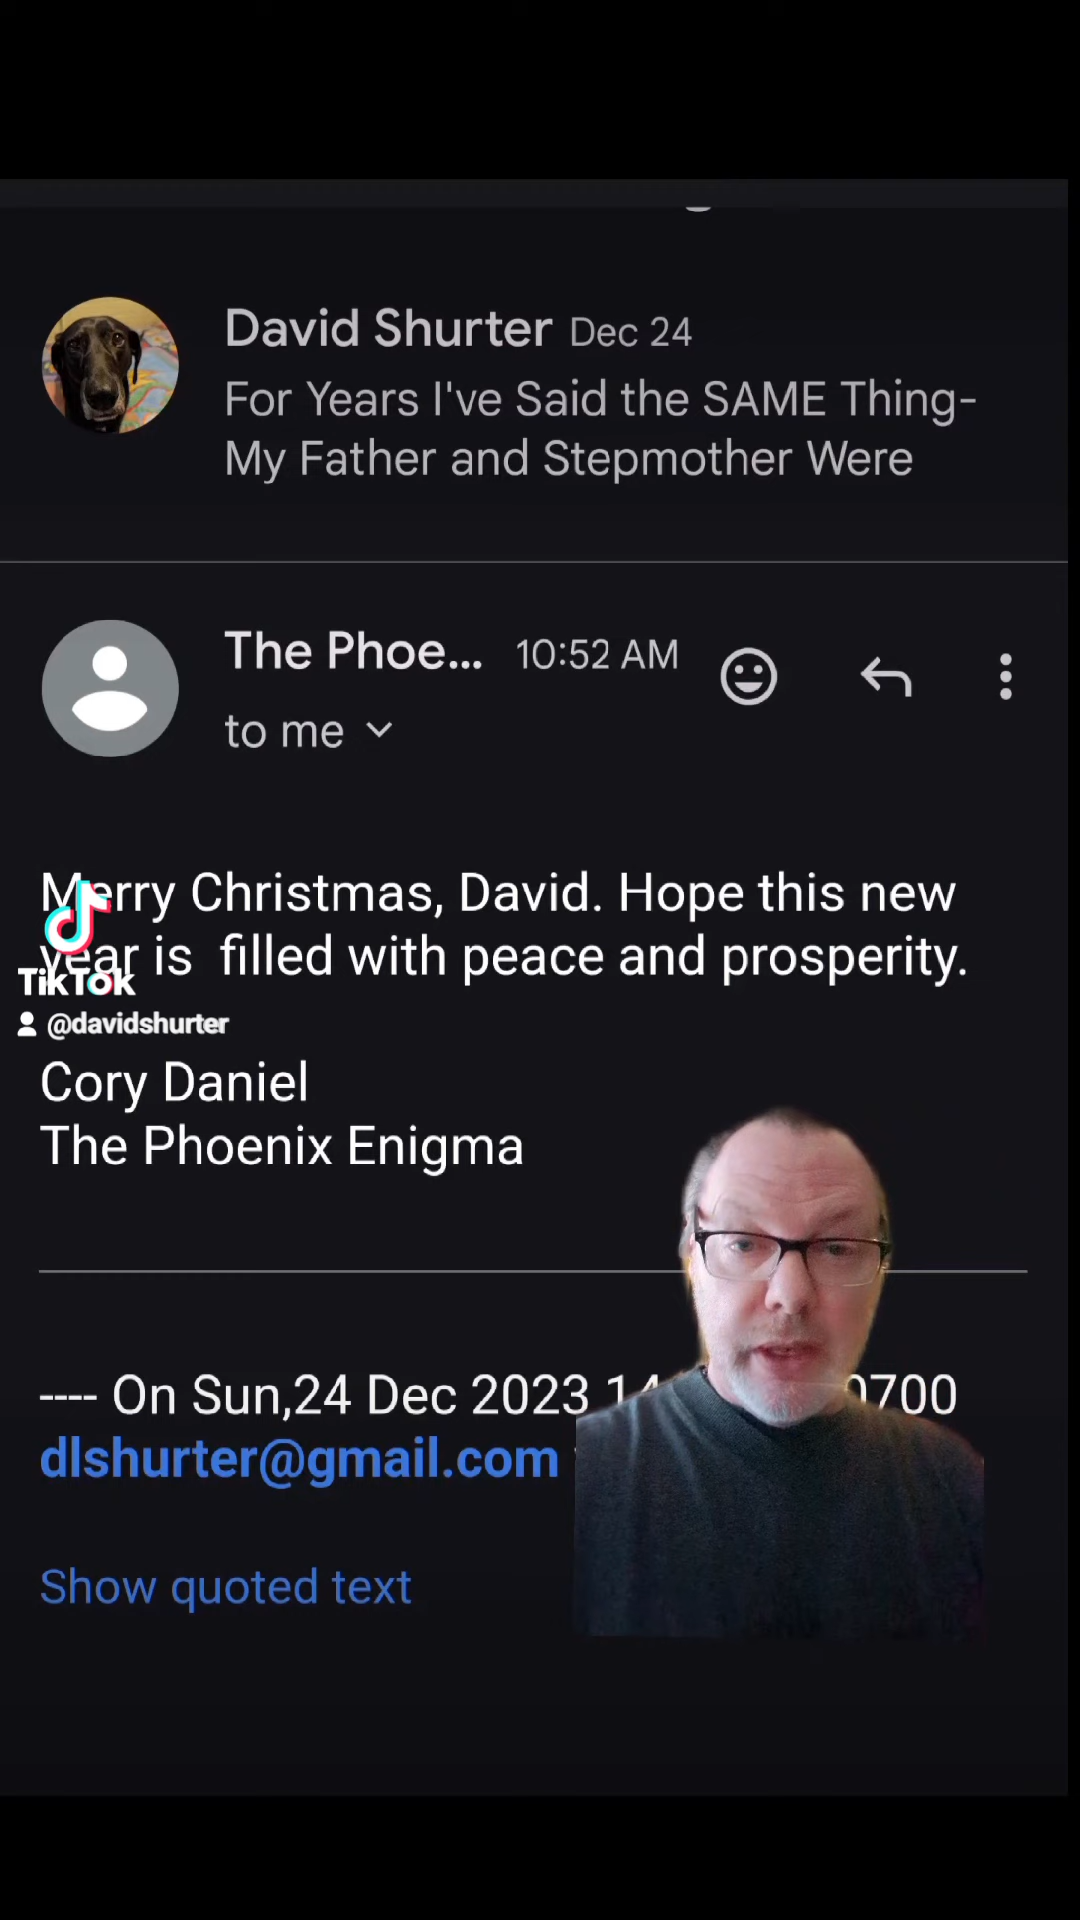 David Shurter Dec 24
For Years I've Said the SAME Thing-
My Father and Stepmother Were
The Phoe... 10:52 AM
to me
Merry Christmas, David. Hope this new
year is filled with peace and prosperity.
TikTok
@davidshurter
Cory Daniel
The Phoenix Enigma
---- On Sun,24 Dec 2023 0700
dlshurter@gmail.com
Show quoted text